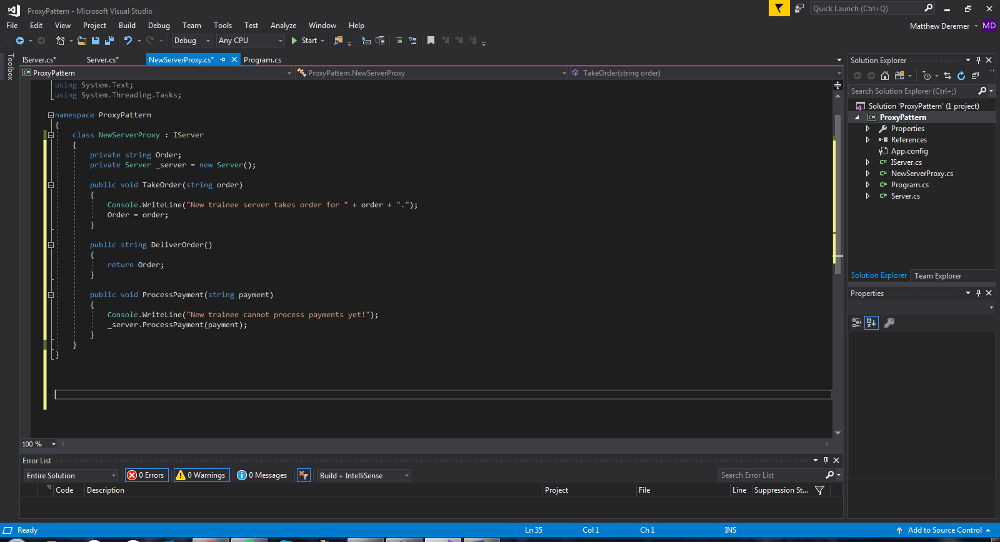 ProxyPattern - Microsoft Visual Studio
Quick Launch (Ctrl+Q)
File Edit View Project Build Debug Team Tools Test Analyze Window Help
Matthew Deremer MD
Debug Any CPU Start
Toolbox
IServer.cs* Server.cs* NewServerProxy.cs* Program.cs
C# ProxyPattern ProxyPattern.NewServerProxy TakeOrder(string order)
using System.Text;
using System.Threading.Tasks;
namespace ProxyPattern
{
class NewServerProxy : IServer
{
private string Order;
private Server _server = new Server();
public void TakeOrder(string order)
{
Console.WriteLine("New trainee server takes order for " + order + ".");
Order = order;
}
public string DeliverOrder()
{
return Order;
}
public void ProcessPayment(string payment)
{
Console.WriteLine("New trainee cannot process payments yet!");
_server.ProcessPayment(payment);
}
}
}
100 %
Solution Explorer
Search Solution Explorer (Ctrl+;)
Solution 'ProxyPattern' (1 project)
C# ProxyPattern
Properties
References
App.config
C# IServer.cs
C# NewServerProxy.cs
C# Program.cs
C# Server.cs
Solution Explorer Team Explorer
Properties
Error List
Entire Solution 0 Errors 0 Warnings 0 Messages Build + IntelliSense Search Error List
Code Description Project File Line Suppression St...
Ready Ln 35 Col 1 Ch 1 INS Add to Source Control